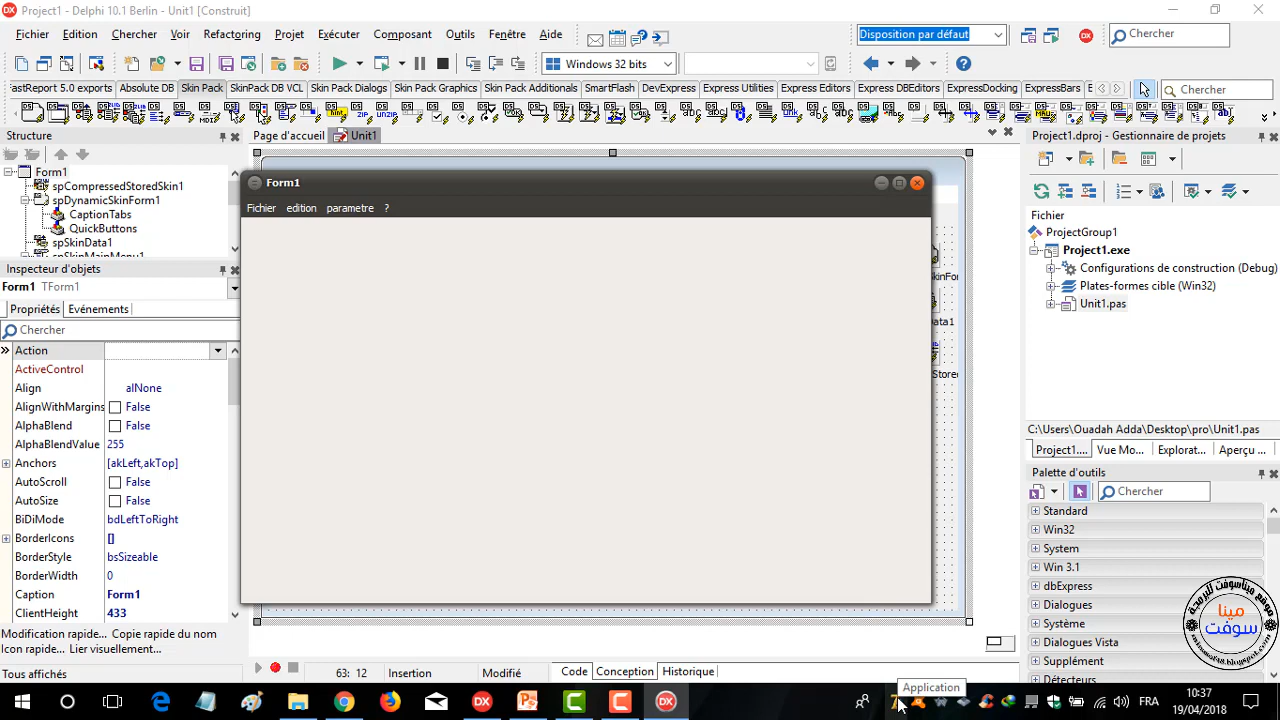 Project1 - Delphi 10.1 Berlin - Unit1 [Construit]
Fichier Edition Chercher Voir Refactoring Projet Exécuter Composant Outils Fenêtre Aide
Disposition par défaut
Chercher
Windows 32 bits
astReport 5.0 exports Absolute DB Skin Pack SkinPack DB VCL Skin Pack Dialogs Skin Pack Graphics Skin Pack Additionals SmartFlash DevExpress Express Utilities Express Editors Express DBEditors ExpressDocking ExpressBars E
Chercher
Structure
Form1
spCompressedStoredSkin1
spDynamicSkinForm1
CaptionTabs
QuickButtons
spSkinData1
spSkinMainMenu1
Inspecteur d'objets
Form1 TForm1
Propriétés Evénements
Chercher
Action
ActiveControl
Align alNone
AlignWithMargins False
AlphaBlend False
AlphaBlendValue 255
Anchors [akLeft,akTop]
AutoScroll False
AutoSize False
BiDiMode bdLeftToRight
BorderIcons []
BorderStyle bsSizeable
BorderWidth 0
Caption Form1
ClientHeight 433
Modification rapide... Copie rapide du nom
Icon rapide... Lier visuellement...
Tous affichés
Page d'accueil Unit1
Form1
Fichier edition parametre ?
SkinFor
Data1
Store
63: 12 Insertion Modifié Code Conception Historique
Project1.dproj - Gestionnaire de projets
Fichier
ProjectGroup1
Project1.exe
Configurations de construction (Debug)
Plates-formes cible (Win32)
Unit1.pas
C:\Users\Ouadah Adda\Desktop\pro\Unit1.pas
Project1.... Vue Mo... Explorat... Aperçu ...
Palette d'outils
Chercher
Standard
Win32
System
Win 3.1
dbExpress
Dialogues
Système
Dialogues Vista
Supplément
Détecteurs
مينا
سوفت
Application
FRA
10:37
19/04/2018